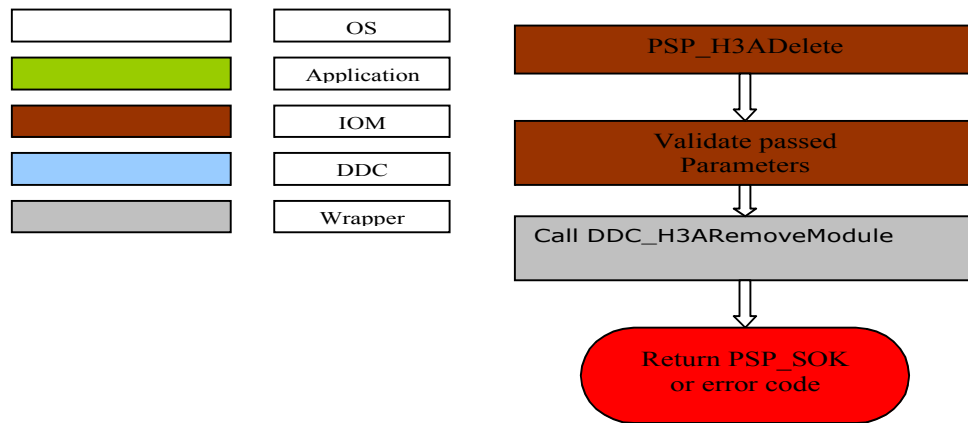 OS
Application
IOM
DDC
Wrapper
PSP_H3ADelete
Validate passed
Parameters
Call DDC_H3ARemoveModule
Return PSP_SOK
or error code